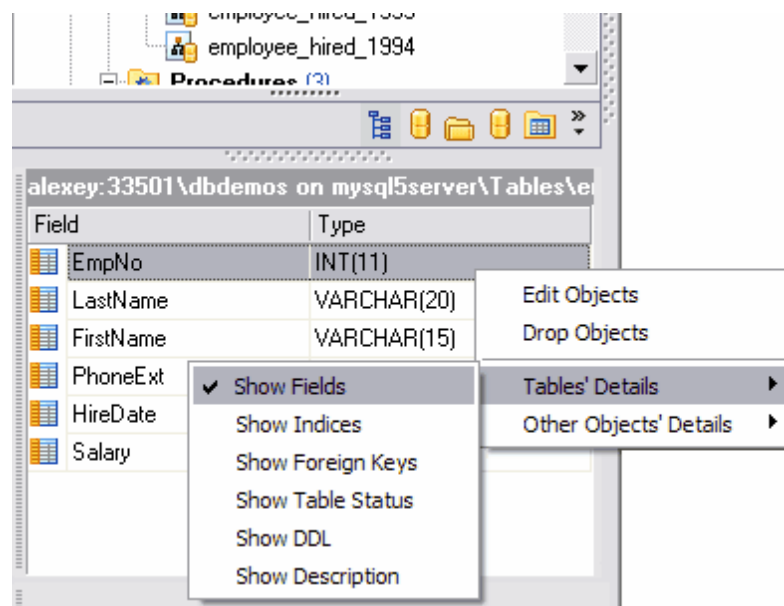 employee_hired_1994
Procedures (3)
alexey:33501\dbdemos on mysql5server\Tables\
Field Type
EmpNo INT(11)
LastName VARCHAR(20)
FirstName VARCHAR(15)
PhoneExt
HireDate
Salary
Edit Objects
Drop Objects
Tables' Details
Other Objects' Details
Show Fields
Show Indices
Show Foreign Keys
Show Table Status
Show DDL
Show Description